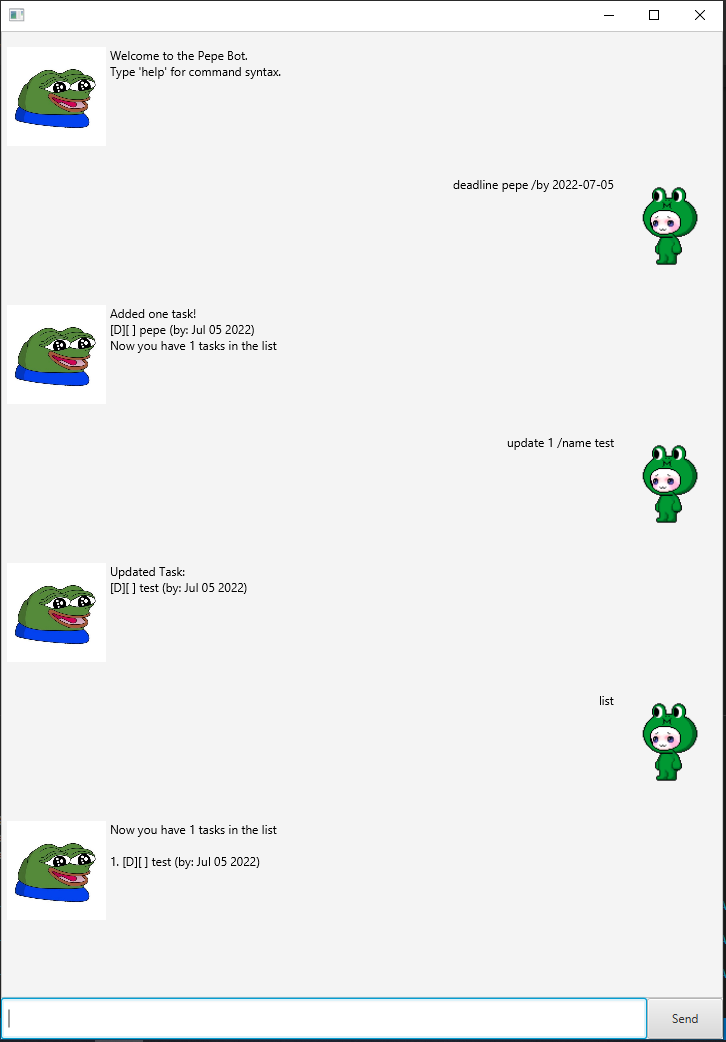 Welcome to the Pepe Bot.
Type 'help' for command syntax.
deadline pepe /by 2022-07-05
Added one task!
[D][ ] pepe (by: Jul 05 2022)
Now you have 1 tasks in the list
update 1 /name test
Updated Task:
[D][ ] test (by: Jul 05 2022)
list
Now you have 1 tasks in the list
1. [D][ ] test (by: Jul 05 2022)
Send